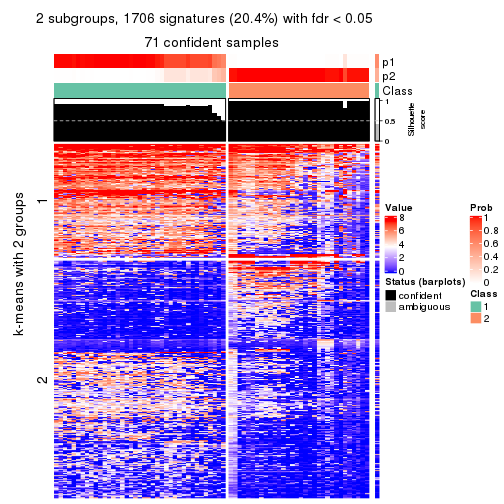 2 subgroups, 1706 signatures (20.4%) with fdr < 0.05
71 confident samples
p1
p2
Class
1
0.5
0
Silhouette
score
k-means with 2 groups
1
2
Value
8
6
4
2
0
Prob
1
0.8
0.6
0.4
0.2
0
Status (barplots)
confident
ambiguous
Class
1
2